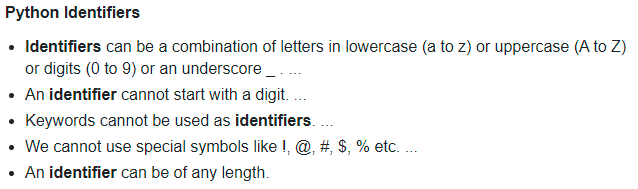 Python Identifiers
• Identifiers can be a combination of letters in lowercase (a to z) or uppercase (A to Z)
or digits (0 to 9) or an underscore _ . ...
• An identifier cannot start with a digit. ...
• Keywords cannot be used as identifiers. ...
• We cannot use special symbols like !, @, #, $, % etc. ...
• An identifier can be of any length.